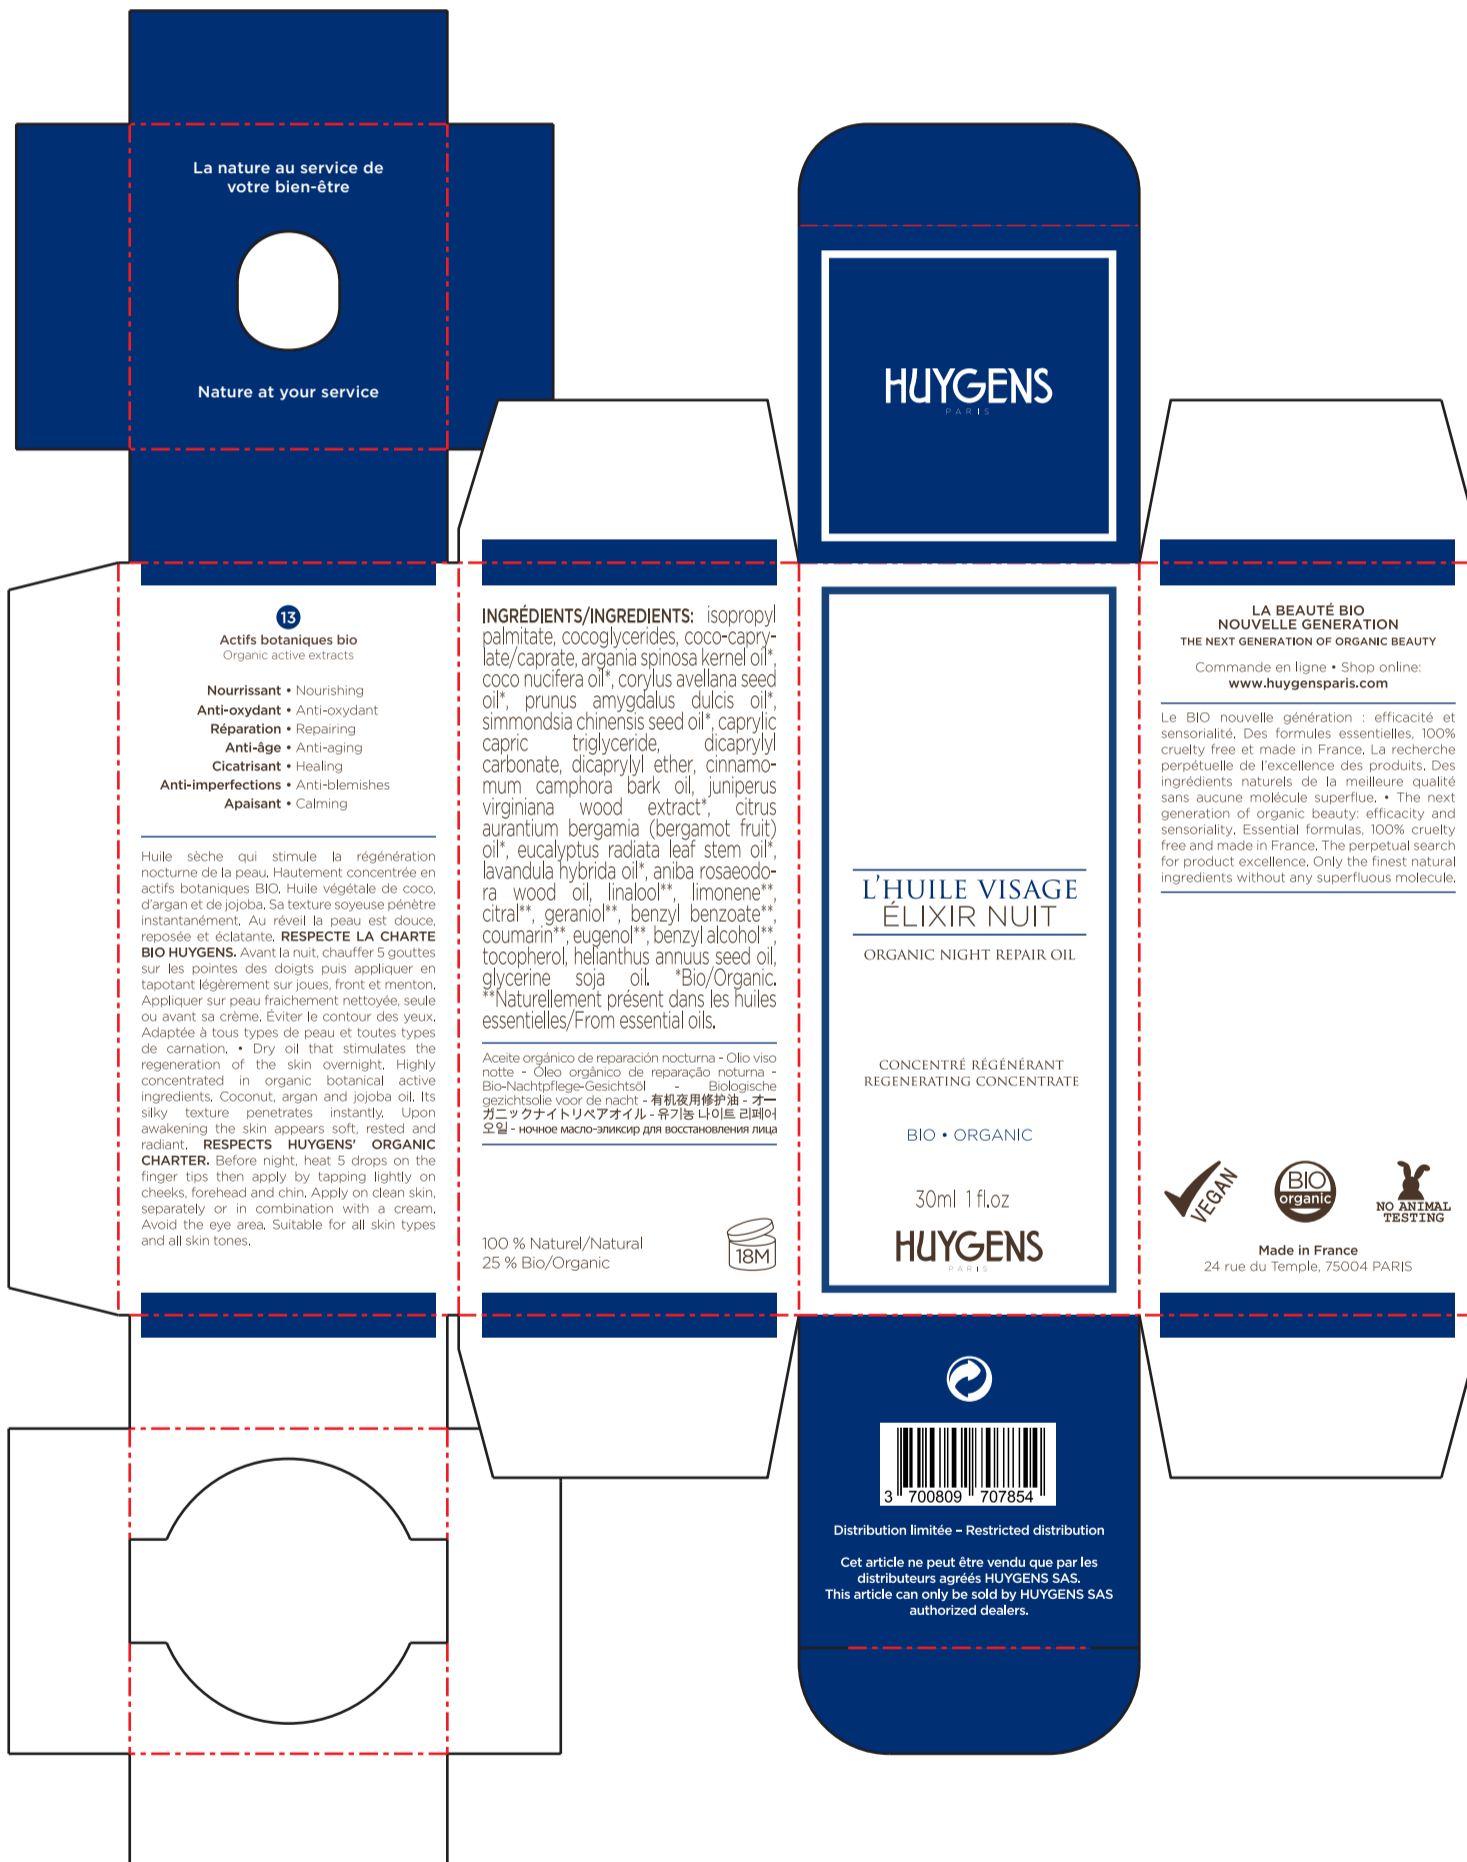 La nature au service de
votre bien-être
Nature at your service
HUYGENS
PARIS
13
Actifs botaniques bio
Organic active extracts
Nourrissant • Nourishing
Anti-oxydant • Anti-oxydant
Réparation • Repairing
Anti-âge • Anti-aging
Cicatrisant • Healing
Anti-imperfections • Anti-blemishes
Apaisant • Calming
Huile sèche qui stimule la régénération
nocturne de la peau. Hautement concentrée en
actifs botaniques BIO. Huile végétale de coco,
d'argan et de jojoba. Sa texture soyeuse pénètre
instantanément. Au réveil la peau est douce,
reposée et éclatante. RESPECTE LA CHARTE
BIO HUYGENS. Avant la nuit, chauffer 5 gouttes
sur les pointes des doigts puis appliquer en
tapotant légèrement sur joues, front et menton.
Appliquer sur peau fraichement nettoyée, seule
ou avant sa crème. Éviter le contour des yeux.
Adaptée à tous types de peau et toutes types
de carnation. • Dry oil that stimulates the
regeneration of the skin overnight. Highly
concentrated in organic botanical active
ingredients. Coconut, argan and jojoba oil. Its
silky texture penetrates instantly. Upon
awakening the skin appears soft, rested and
radiant. RESPECTS HUYGENS' ORGANIC
CHARTER. Before night, heat 5 drops on the
finger tips then apply by tapping lightly on
cheeks, forehead and chin. Apply on clean skin,
separately or in combination with a cream.
Avoid the eye area. Suitable for all skin types
and all skin tones.
INGRÉDIENTS/INGREDIENTS: isopropyl
palmitate, cocoglycerides, coco-capry-
late/caprate, argania spinosa kernel oil*,
coco nucifera oil*, corylus avellana seed
oil*, prunus amygdalus dulcis oil*,
simmondsia chinensis seed oil*, caprylic
capric triglyceride, dicaprylyl
carbonate, dicaprylyl ether, cinnamo-
mum camphora bark oil, juniperus
virginiana wood extract*, citrus
aurantium bergamia (bergamot fruit)
oil*, eucalyptus radiata leaf stem oil*,
lavandula hybrida oil*, aniba rosaeodo-
ra wood oil, linalool**, limonene**,
citral**, geraniol**, benzyl benzoate**,
coumarin**, eugenol**, benzyl alcohol**,
tocopherol, helianthus annuus seed oil,
glycerine soja oil. *Bio/Organic.
**Naturellement présent dans les huiles
essentielles/From essential oils.
Aceite orgánico de reparación nocturna - Olio viso
notte - Óleo orgânico de reparação noturna -
Bio-Nachtpflege-Gesichtsöl - Biologische
gezichtsolie voor de nacht - 有机夜用修护油 - オー
ガニックナイトリペアオイル - 유기농 나이트 리페어
오일 - ночное масло-эликсир для восстановления лица
100 % Naturel/Natural
25 % Bio/Organic
18M
L'HUILE VISAGE
ÉLIXIR NUIT
ORGANIC NIGHT REPAIR OIL
CONCENTRÉ RÉGÉNÉRANT
REGENERATING CONCENTRATE
BIO • ORGANIC
30ml 1 fl.oz
HUYGENS
PARIS
LA BEAUTÉ BIO
NOUVELLE GENERATION
THE NEXT GENERATION OF ORGANIC BEAUTY
Commande en ligne • Shop online:
www.huygensparis.com
Le BIO nouvelle génération : efficacité et
sensorialité. Des formules essentielles, 100%
cruelty free et made in France. La recherche
perpétuelle de l'excellence des produits. Des
ingrédients naturels de la meilleure qualité
sans aucune molécule superflue. • The next
generation of organic beauty: efficacity and
sensoriality. Essential formulas, 100% cruelty
free and made in France. The perpetual search
for product excellence. Only the finest natural
ingredients without any superfluous molecule.
VEGAN
BIO
organic
NO ANIMAL
TESTING
Made in France
24 rue du Temple, 75004 PARIS
3 700809 707854
Distribution limitée – Restricted distribution
Cet article ne peut être vendu que par les
distributeurs agréés HUYGENS SAS.
This article can only be sold by HUYGENS SAS
authorized dealers.